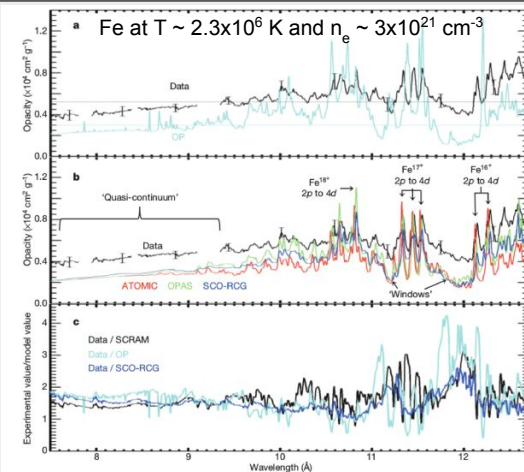 Fe at T ~ 2.3x10⁶ K and nₑ ~ 3x10²¹ cm⁻³
a
Data
OP
Opacity (×10⁴ cm² g⁻¹)
1.2
0.8
0.4
0.0
b
'Quasi-continuum'
Data
Fe¹⁸⁺
2p to 4d
Fe¹⁷⁺
2p to 4d
Fe¹⁶⁺
2p to 4d
ATOMIC OPAS SCO-RCG
'Windows'
Opacity (×10⁴ cm² g⁻¹)
1.2
0.8
0.4
0.0
c
Data / SCRAM
Data / OP
Data / SCO-RCG
Experimental value/model value
4
3
2
1
0
8 9 10 11 12
Wavelength (Å)